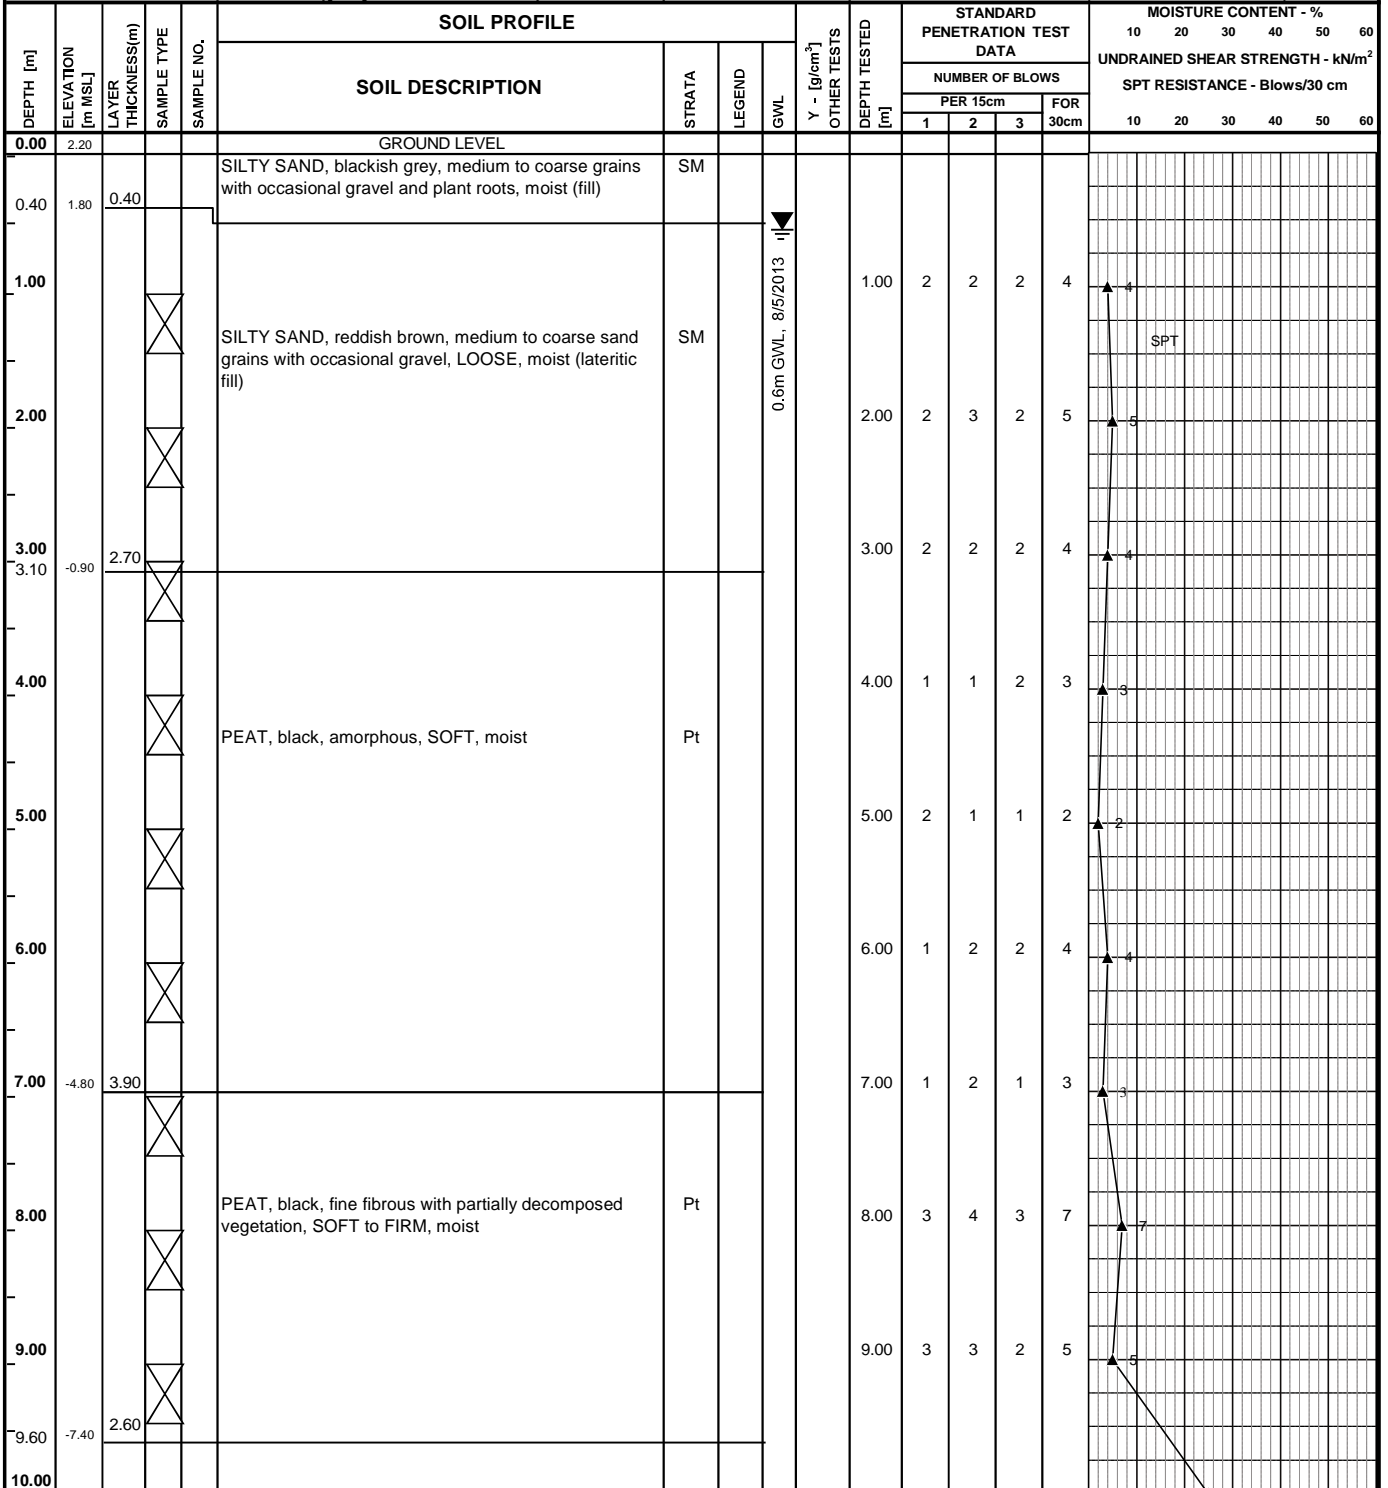 SOIL PROFILE
STANDARD
PENETRATION TEST
DATA
MOISTURE CONTENT - %
10 20 30 40 50 60
UNDRAINED SHEAR STRENGTH - kN/m²
SPT RESISTANCE - Blows/30 cm
10 20 30 40 50 60
DEPTH [m]
ELEVATION
[m MSL]
LAYER
THICKNESS(m)
SAMPLE TYPE
SAMPLE NO.
SOIL DESCRIPTION
STRATA
LEGEND
GWL
Y - [g/cm³]
OTHER TESTS
DEPTH TESTED
[m]
NUMBER OF BLOWS
PER 15cm
FOR
30cm
1 2 3
0.00 2.20 GROUND LEVEL
SILTY SAND, blackish grey, medium to coarse grains SM
with occasional gravel and plant roots, moist (fill)
0.40 1.80 0.40
0.6m GWL, 8/5/2013
1.00 1.00 2 2 2 4 4
SILTY SAND, reddish brown, medium to coarse sand SM SPT
grains with occasional gravel, LOOSE, moist (lateritic
fill)
2.00 2.00 2 3 2 5 5
3.00 3.00 2 2 2 4 4
3.10 -0.90 2.70
4.00 4.00 1 1 2 3 3
PEAT, black, amorphous, SOFT, moist Pt
5.00 5.00 2 1 1 2 2
6.00 6.00 1 2 2 4 4
7.00 -4.80 3.90 7.00 1 2 1 3 3
PEAT, black, fine fibrous with partially decomposed Pt
vegetation, SOFT to FIRM, moist
8.00 8.00 3 4 3 7 7
9.00 9.00 3 3 2 5 5
9.60 -7.40 2.60
10.00